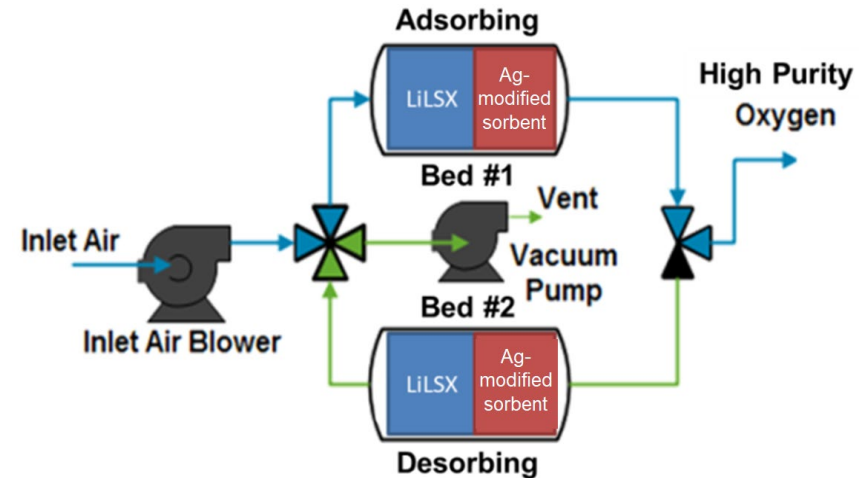 Adsorbing
LiLSX
Ag-
modified
sorbent
High Purity
Oxygen
Bed #1
Vent
Inlet Air
Vacuum
Pump
Bed #2
Inlet Air Blower
LiLSX
Ag-
modified
sorbent
Desorbing